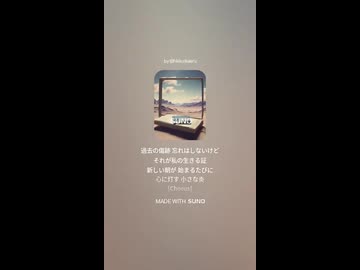 SUNO
過去の傷跡 忘れはしないけど
それが私の生きる証
新しい朝が 始まるたびに
心に灯す 小さな炎
[Chorus]
MADE WITH SUNO